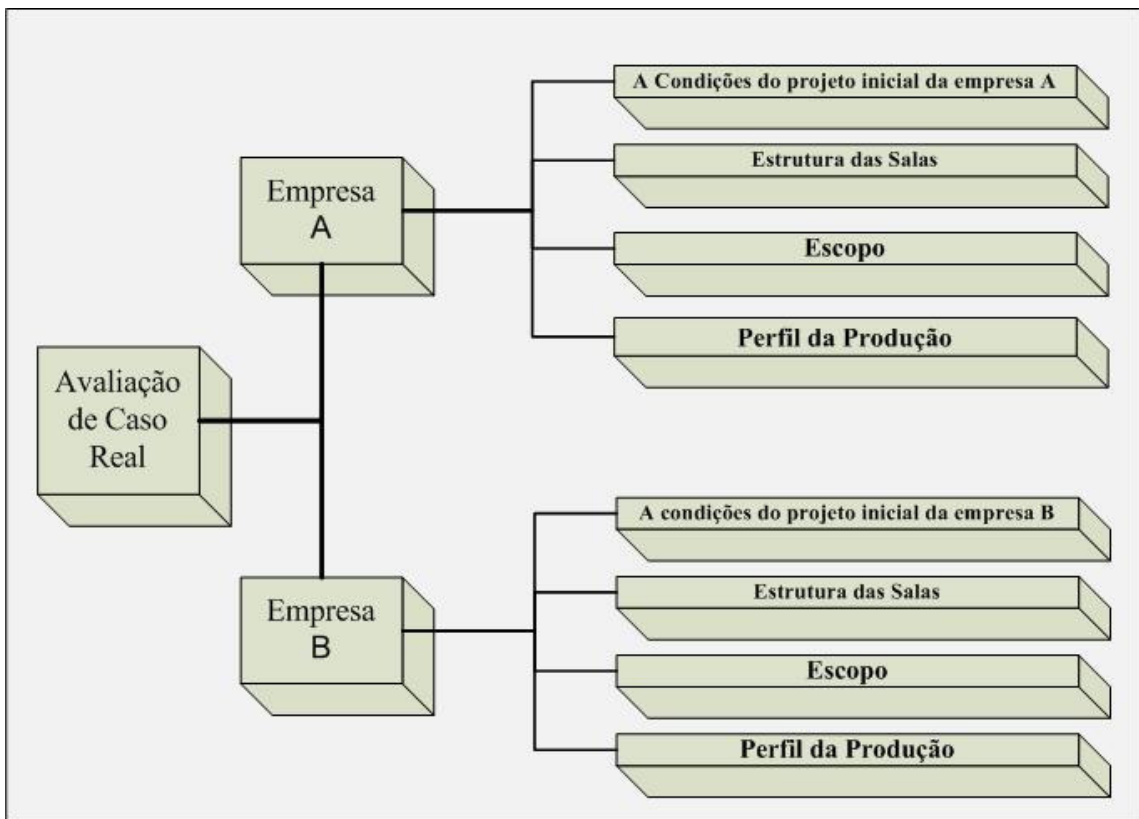 A Condições do projeto inicial da empresa A
Estrutura das Salas
Empresa
A
Escopo
Perfil da Produção
Avaliação
de Caso
Real
A condições do projeto inicial da empresa B
Estrutura das Salas
Empresa
B
Escopo
Perfil da Produção